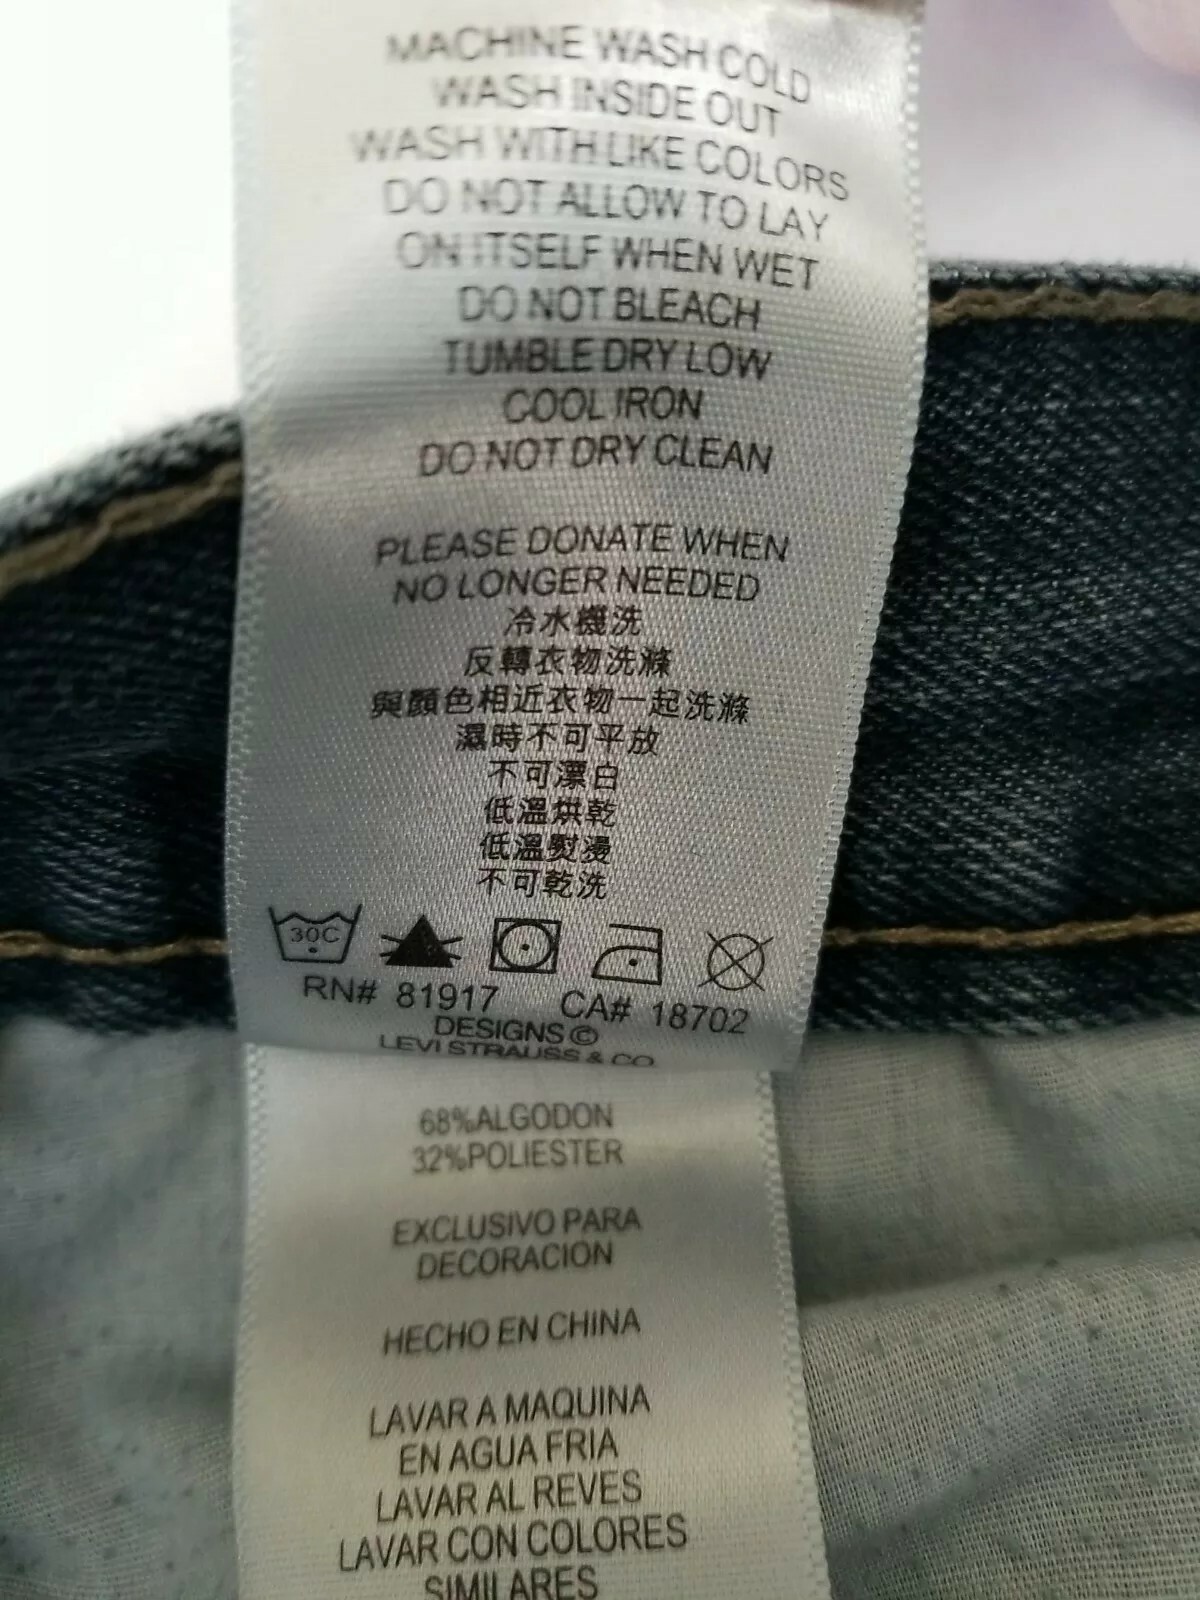 MACHINE WASH COLD
WASH INSIDE OUT
WASH WITH LIKE COLORS
DO NOT ALLOW TO LAY
ON ITSELF WHEN WET
DO NOT BLEACH
TUMBLE DRY LOW
COOL IRON
DO NOT DRY CLEAN
PLEASE DONATE WHEN
NO LONGER NEEDED
冷水機洗
反轉衣物洗滌
與顏色相近衣物一起洗滌
濕時不可平放
不可漂白
低溫烘乾
低溫熨燙
不可乾洗
30C
RN# 81917 CA# 18702
DESIGNS ©
LEVI STRAUSS & CO
68%ALGODON
32%POLIESTER
EXCLUSIVO PARA
DECORACION
HECHO EN CHINA
LAVAR A MAQUINA
EN AGUA FRIA
LAVAR AL REVES
LAVAR CON COLORES
SIMILARES